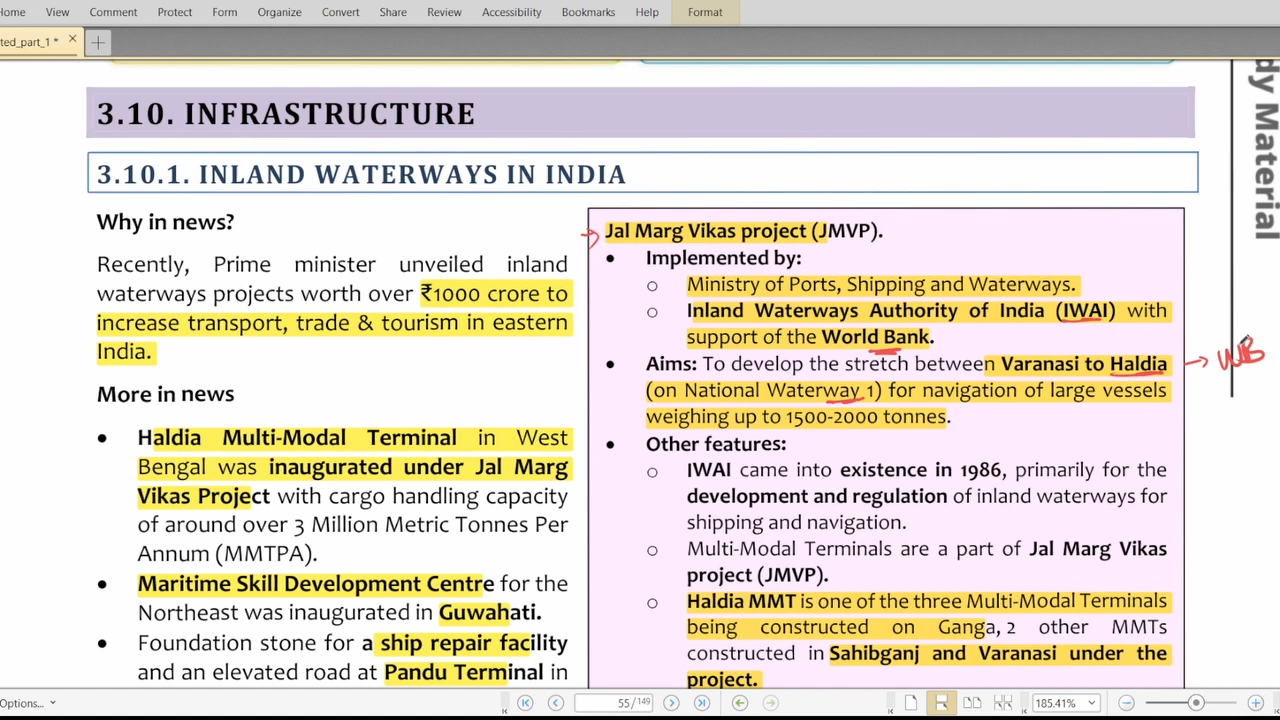 Home View Comment Protect Form Organize Convert Share Review Accessibility Bookmarks Help Format
ted_part_1 *
3.10. INFRASTRUCTURE
3.10.1. INLAND WATERWAYS IN INDIA
Why in news?
Recently, Prime minister unveiled inland
waterways projects worth over ₹1000 crore to
increase transport, trade & tourism in eastern
India.
More in news
• Haldia Multi-Modal Terminal in West
Bengal was inaugurated under Jal Marg
Vikas Project with cargo handling capacity
of around over 3 Million Metric Tonnes Per
Annum (MMTPA).
• Maritime Skill Development Centre for the
Northeast was inaugurated in Guwahati.
• Foundation stone for a ship repair facility
and an elevated road at Pandu Terminal in
Jal Marg Vikas project (JMVP).
• Implemented by:
o Ministry of Ports, Shipping and Waterways.
o Inland Waterways Authority of India (IWAI) with
support of the World Bank.
• Aims: To develop the stretch between Varanasi to Haldia
(on National Waterway 1) for navigation of large vessels
weighing up to 1500-2000 tonnes.
• Other features:
o IWAI came into existence in 1986, primarily for the
development and regulation of inland waterways for
shipping and navigation.
o Multi-Modal Terminals are a part of Jal Marg Vikas
project (JMVP).
o Haldia MMT is one of the three Multi-Modal Terminals
being constructed on Ganga, 2 other MMTs
constructed in Sahibganj and Varanasi under the
project.
→ WB
dy Material
Options...
55 / 149
185.41%